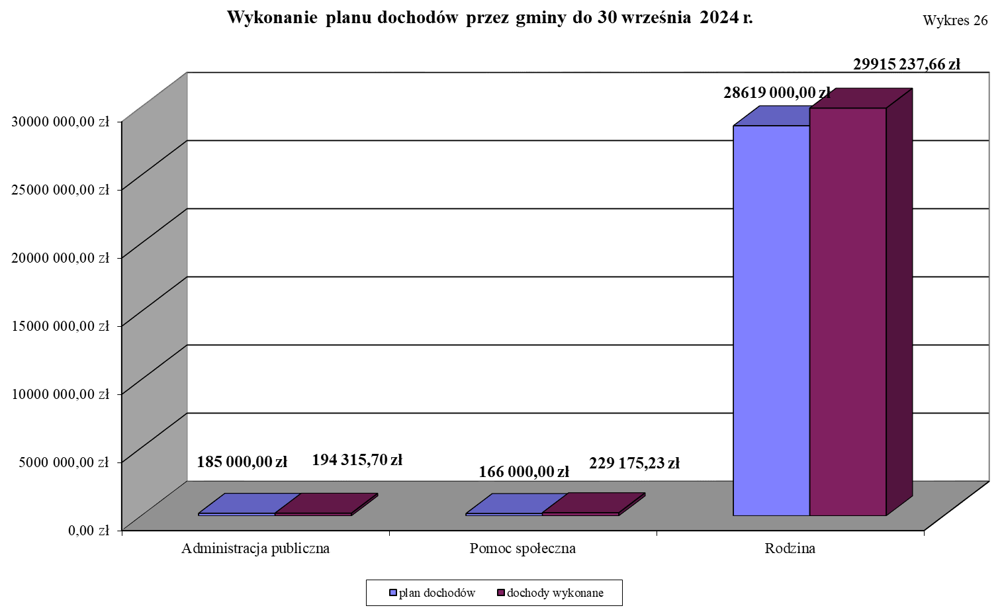 Wykonanie planu dochodów przez gminy do 30 września 2024 r.
Wykres 26
29915 237,66 zł
28619 000,00 zł
30000 000,00 zł
25000 000,00 zł
20000 000,00 zł
15000 000,00 zł
10000 000,00 zł
5000 000,00 zł
0,00 zł
185 000,00 zł
194 315,70 zł
166 000,00 zł
229 175,23 zł
Administracja publiczna
Pomoc społeczna
Rodzina
plan dochodów
dochody wykonane